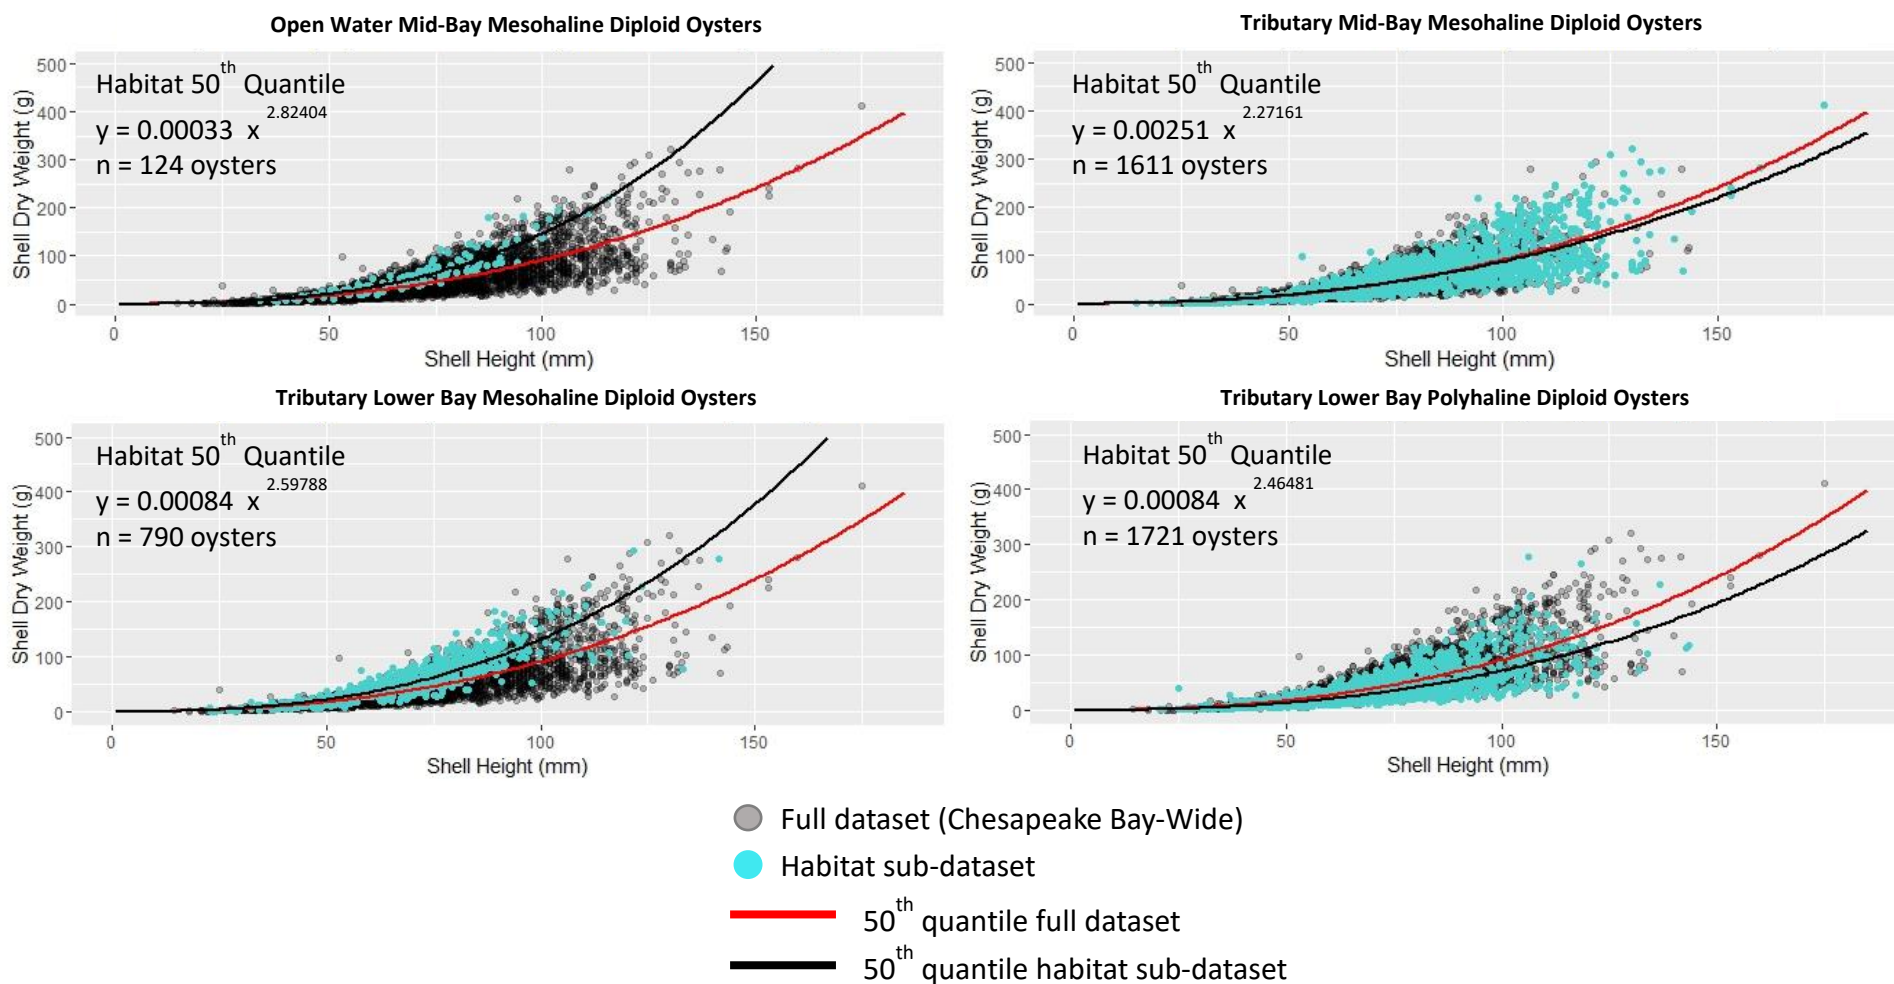 Open Water Mid-Bay Mesohaline Diploid Oysters
500
400
300
200
100
0
Shell Dry Weight (g)
Habitat 50th Quantile
y = 0.00033 x 2.82404
n = 124 oysters
0 50 100 150
Shell Height (mm)
Tributary Mid-Bay Mesohaline Diploid Oysters
500
400
300
200
100
0
Shell Dry Weight (g)
Habitat 50th Quantile
y = 0.00251 x 2.27161
n = 1611 oysters
0 50 100 150
Shell Height (mm)
Tributary Lower Bay Mesohaline Diploid Oysters
500
400
300
200
100
0
Shell Dry Weight (g)
Habitat 50th Quantile
y = 0.00084 x 2.59788
n = 790 oysters
0 50 100 150
Shell Height (mm)
Tributary Lower Bay Polyhaline Diploid Oysters
500
400
300
200
100
0
Shell Dry Weight (g)
Habitat 50th Quantile
y = 0.00084 x 2.46481
n = 1721 oysters
0 50 100 150
Shell Height (mm)
Full dataset (Chesapeake Bay-Wide)
Habitat sub-dataset
50th quantile full dataset
50th quantile habitat sub-dataset